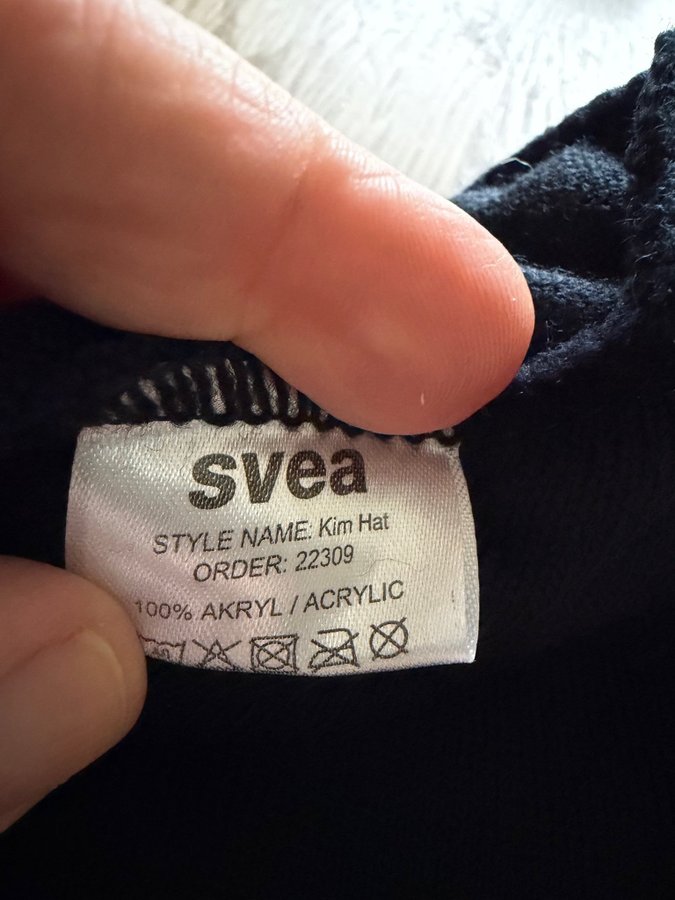 svea
STYLE NAME: Kim Hat
ORDER: 22309
100% AKRYL / ACRYLIC